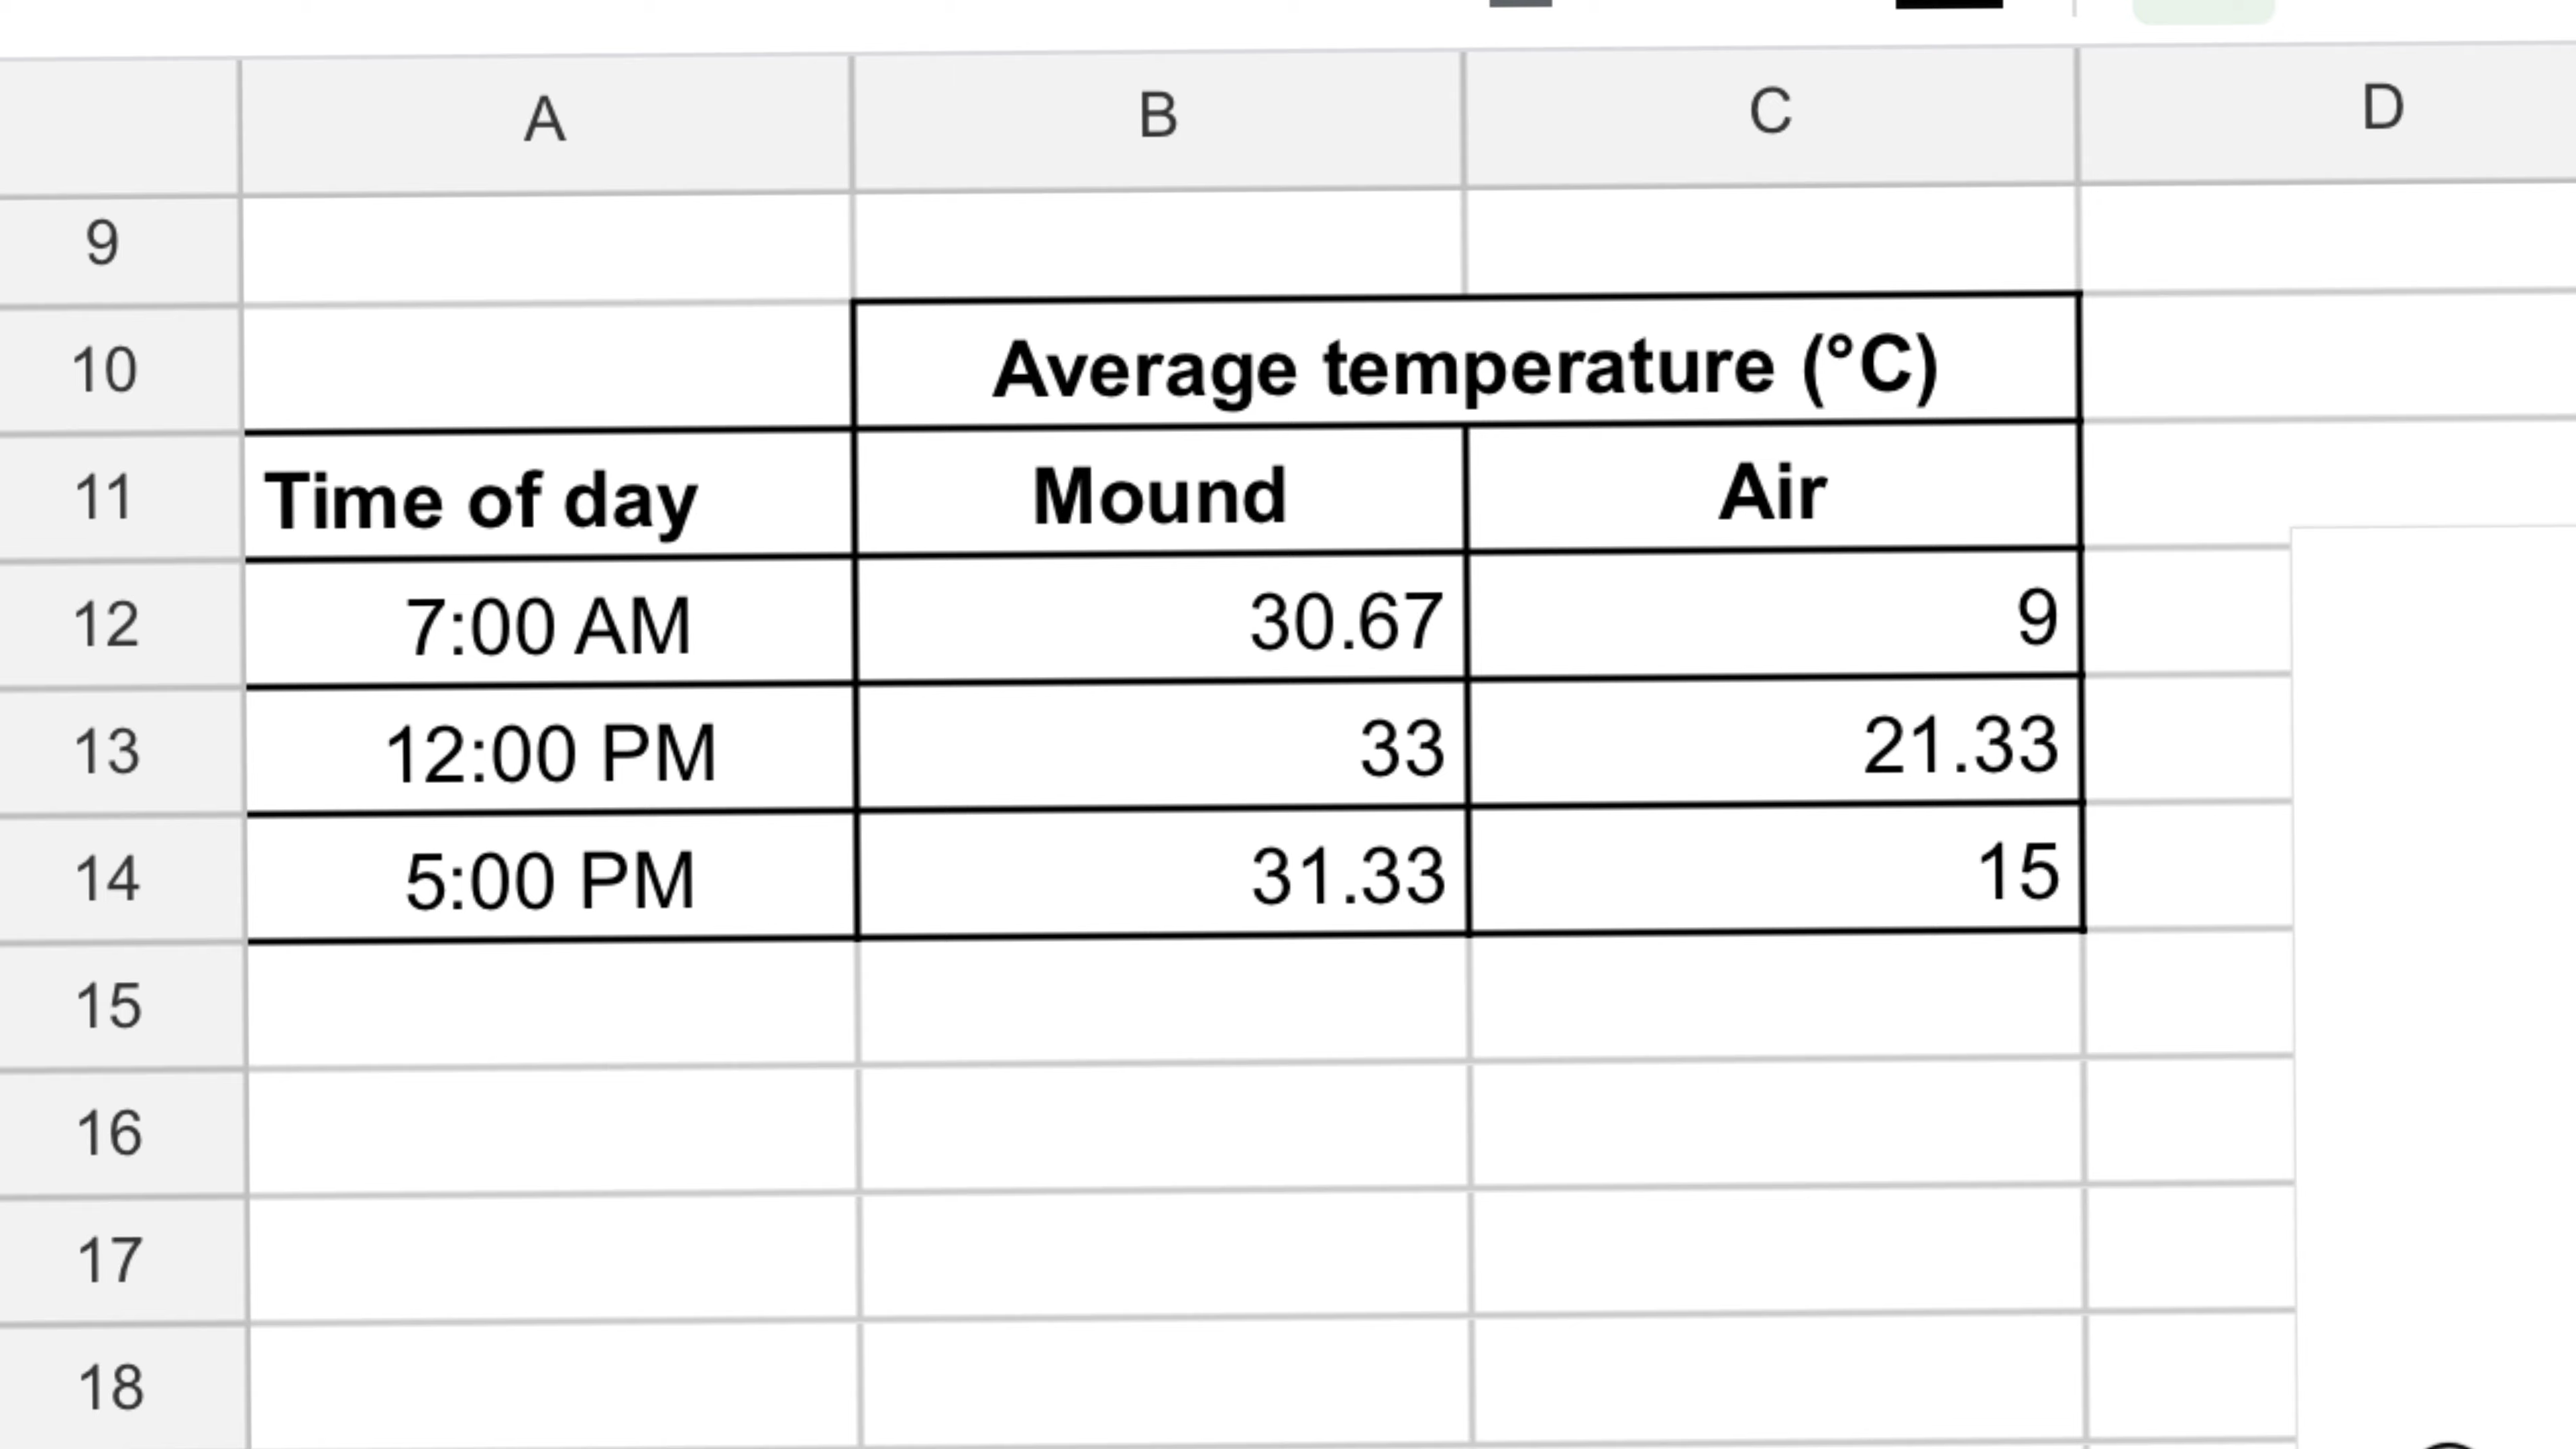 A B C D
9
10 Average temperature (°C)
11 Time of day Mound Air
12 7:00 AM 30.67 9
13 12:00 PM 33 21.33
14 5:00 PM 31.33 15
15
16
17
18